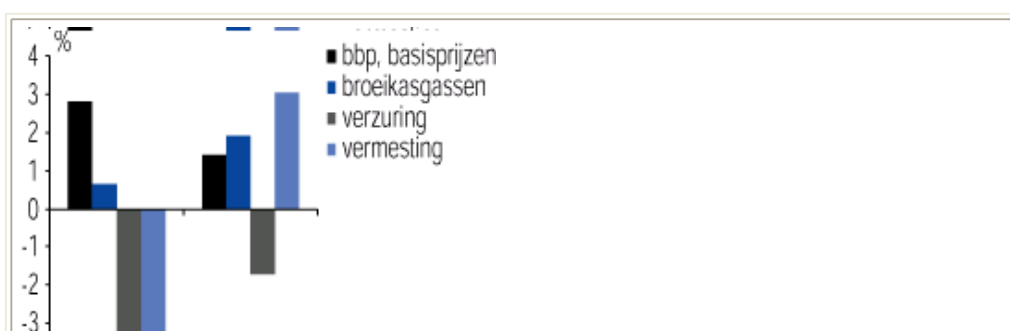 %
4
3
2
1
0
-1
-2
-3
bbp, basisprijzen
broeikasgassen
verzuring
vermesting